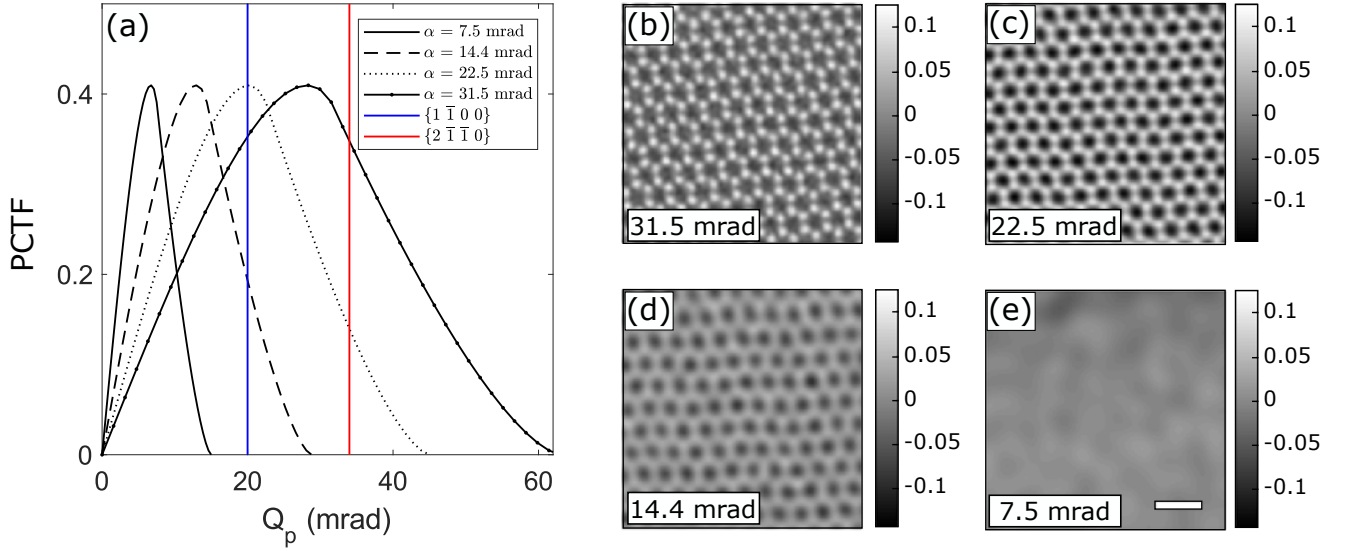 (a)
α = 7.5 mrad
α = 14.4 mrad
α = 22.5 mrad
α = 31.5 mrad
{1 1̅ 0 0}
{2 1̅ 1̅ 0}
0.4
0.2
0
0
20
40
60
PCTF
Q_p (mrad)
(b)
31.5 mrad
0.1
0.05
0
-0.05
-0.1
(c)
22.5 mrad
0.1
0.05
0
-0.05
-0.1
(d)
14.4 mrad
0.1
0.05
0
-0.05
-0.1
(e)
7.5 mrad
0.1
0.05
0
-0.05
-0.1